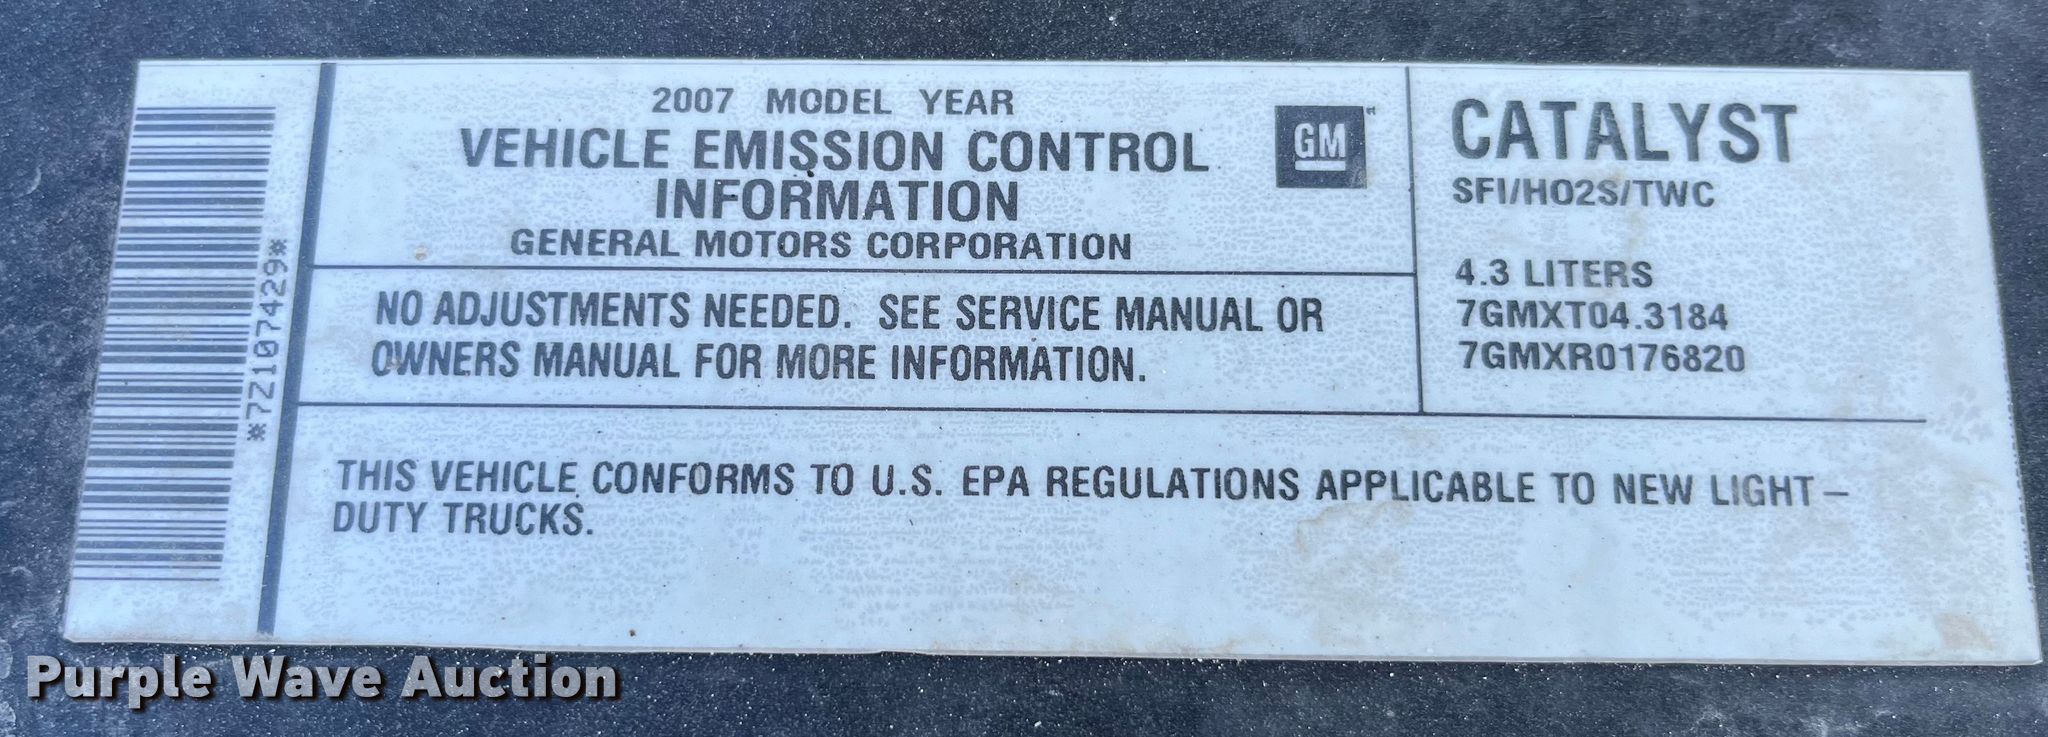 2007 MODEL YEAR
VEHICLE EMISSION CONTROL
INFORMATION
GENERAL MOTORS CORPORATION
GM
CATALYST
SFI/HO2S/TWC
4.3 LITERS
7GMXT04.3184
7GMXR0176820
NO ADJUSTMENTS NEEDED. SEE SERVICE MANUAL OR
OWNERS MANUAL FOR MORE INFORMATION.
THIS VEHICLE CONFORMS TO U.S. EPA REGULATIONS APPLICABLE TO NEW LIGHT-
DUTY TRUCKS.
*7Z107429*
Purple Wave Auction